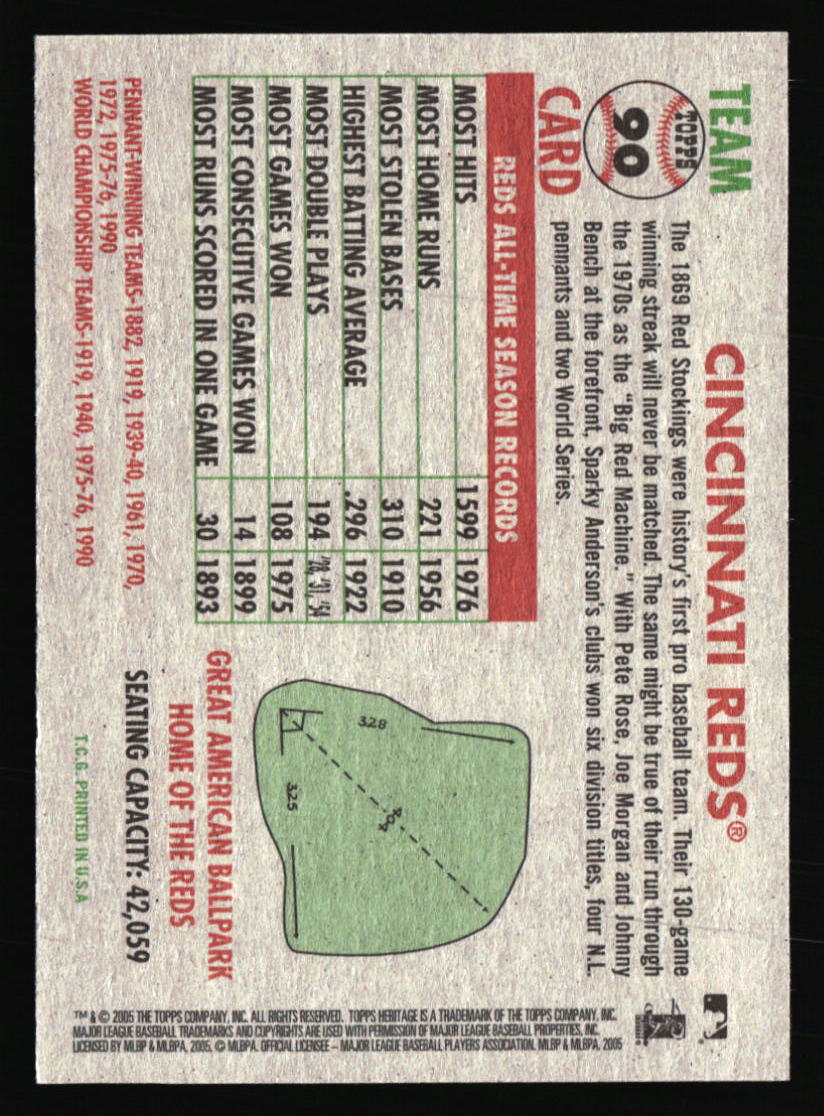 TEAM
TOPPS
90
CARD
CINCINNATI REDS®
The 1869 Red Stockings were history's first pro baseball team. Their 130-game
winning streak will never be matched. The same might be true of their run through
the 1970s as the "Big Red Machine." With Pete Rose, Joe Morgan and Johnny
Bench at the forefront, Sparky Anderson's clubs won six division titles, four N.L.
pennants and two World Series.
REDS ALL-TIME SEASON RECORDS
MOST HITS 1599 1976
MOST HOME RUNS 221 1956
MOST STOLEN BASES 310 1910
HIGHEST BATTING AVERAGE .296 1922
MOST DOUBLE PLAYS 194 '28, '31, '54
MOST GAMES WON 108 1975
MOST CONSECUTIVE GAMES WON 14 1899
MOST RUNS SCORED IN ONE GAME 30 1893
PENNANT-WINNING TEAMS-1882, 1919, 1939-40, 1961, 1970,
1972, 1975-76, 1990
WORLD CHAMPIONSHIP TEAMS-1919, 1940, 1975-76, 1990
328
404
325
GREAT AMERICAN BALLPARK
HOME OF THE REDS
SEATING CAPACITY: 42,059
T.C.G. PRINTED IN U.S.A
™ & © 2005 THE TOPPS COMPANY, INC. ALL RIGHTS RESERVED. TOPPS HERITAGE IS A TRADEMARK OF THE TOPPS COMPANY, INC.
MAJOR LEAGUE BASEBALL TRADEMARKS AND COPYRIGHTS ARE USED WITH PERMISSION OF MAJOR LEAGUE BASEBALL PROPERTIES, INC.
LICENSED BY MLBP & MLBPA, 2005. © MLBPA. OFFICIAL LICENSEE – MAJOR LEAGUE BASEBALL PLAYERS ASSOCIATION. MLBP & MLBPA. 2005